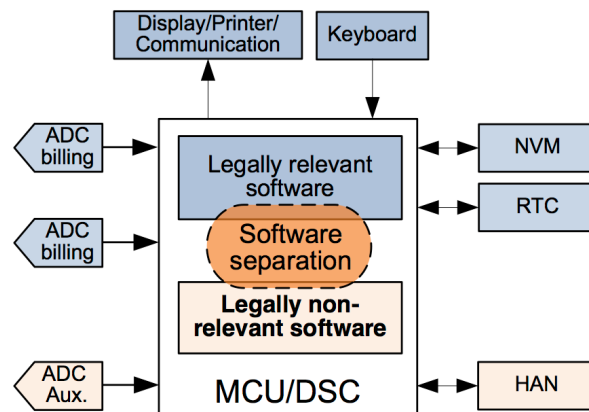 Display/Printer/
Communication
Keyboard
ADC
billing
Legally relevant
software
NVM
RTC
ADC
billing
Software
separation
Legally non-
relevant software
ADC
Aux.
MCU/DSC
HAN